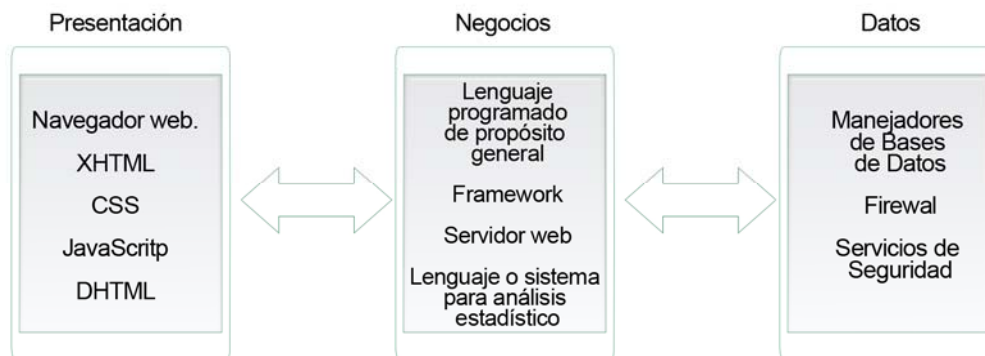 Presentación
Navegador web.
XHTML
CSS
JavaScritp
DHTML
Negocios
Lenguaje
programado
de propósito
general
Framework
Servidor web
Lenguaje o sistema
para análisis
estadístico
Datos
Manejadores
de Bases
de Datos
Firewal
Servicios de
Seguridad